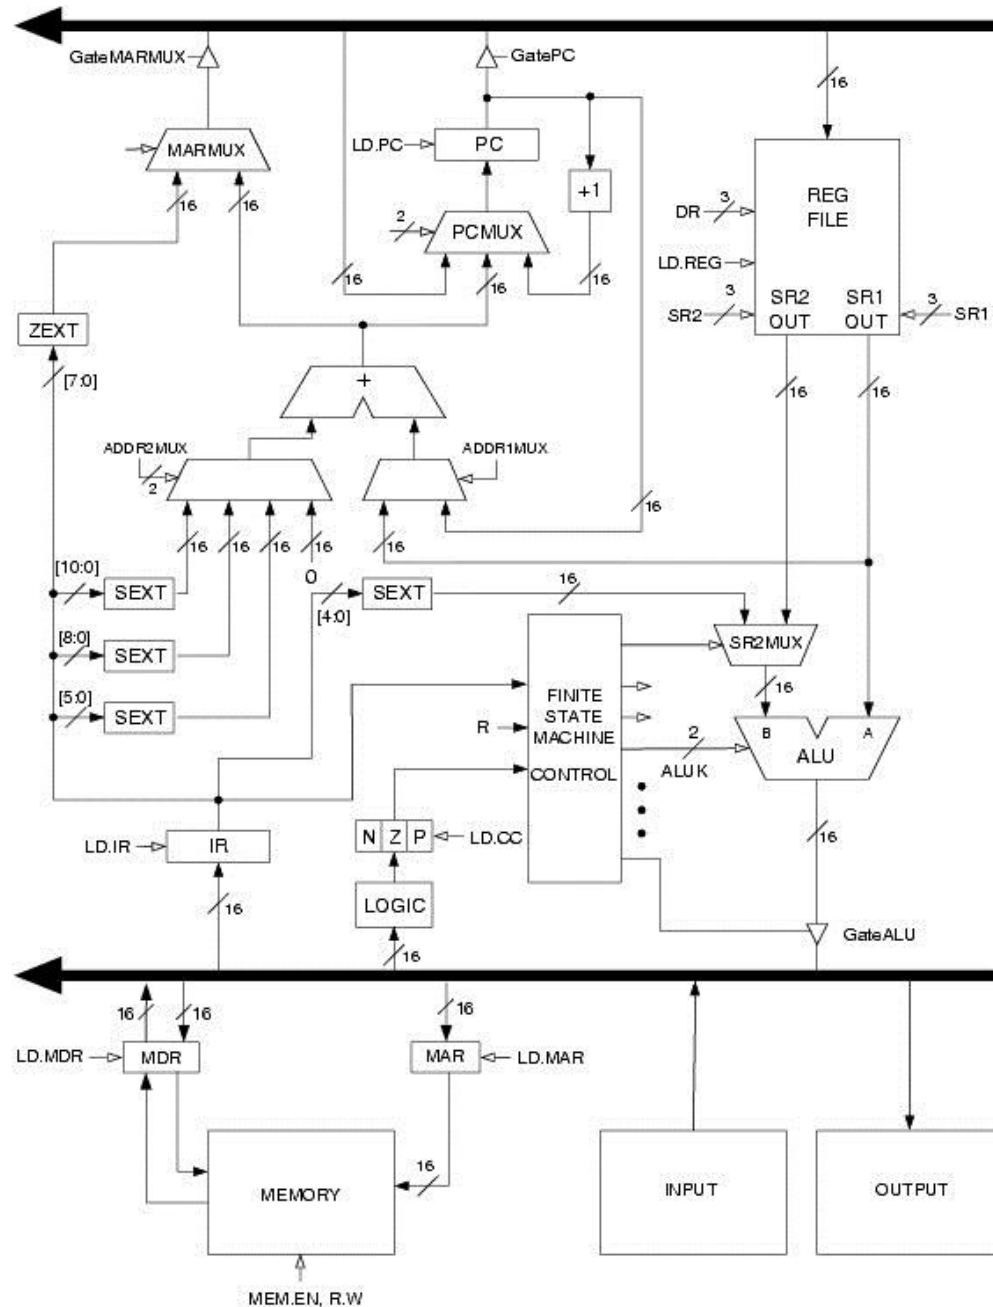 GateMARMUX
GatePC
16
LD.PC
PC
MARMUX
+1
REG
FILE
DR
3
16
16
2
PCMUX
LD.REG
16
16
16
SR2
3
SR2
OUT
SR1
OUT
3
SR1
ZEXT
[7:0]
+
16
16
ADDR2MUX
2
ADDR1MUX
16
16
16
16
16
16
[10:0]
SEXT
0
[4:0]
SEXT
16
[8:0]
SEXT
SR2MUX
[5:0]
SEXT
16
FINITE
STATE
MACHINE
CONTROL
R
2
ALUK
B
A
ALU
N Z P
LD.CC
LD.IR
IR
16
16
LOGIC
16
GateALU
16
16
16
LD.MDR
MDR
MAR
LD.MAR
16
MEMORY
INPUT
OUTPUT
MEM.EN, R.W